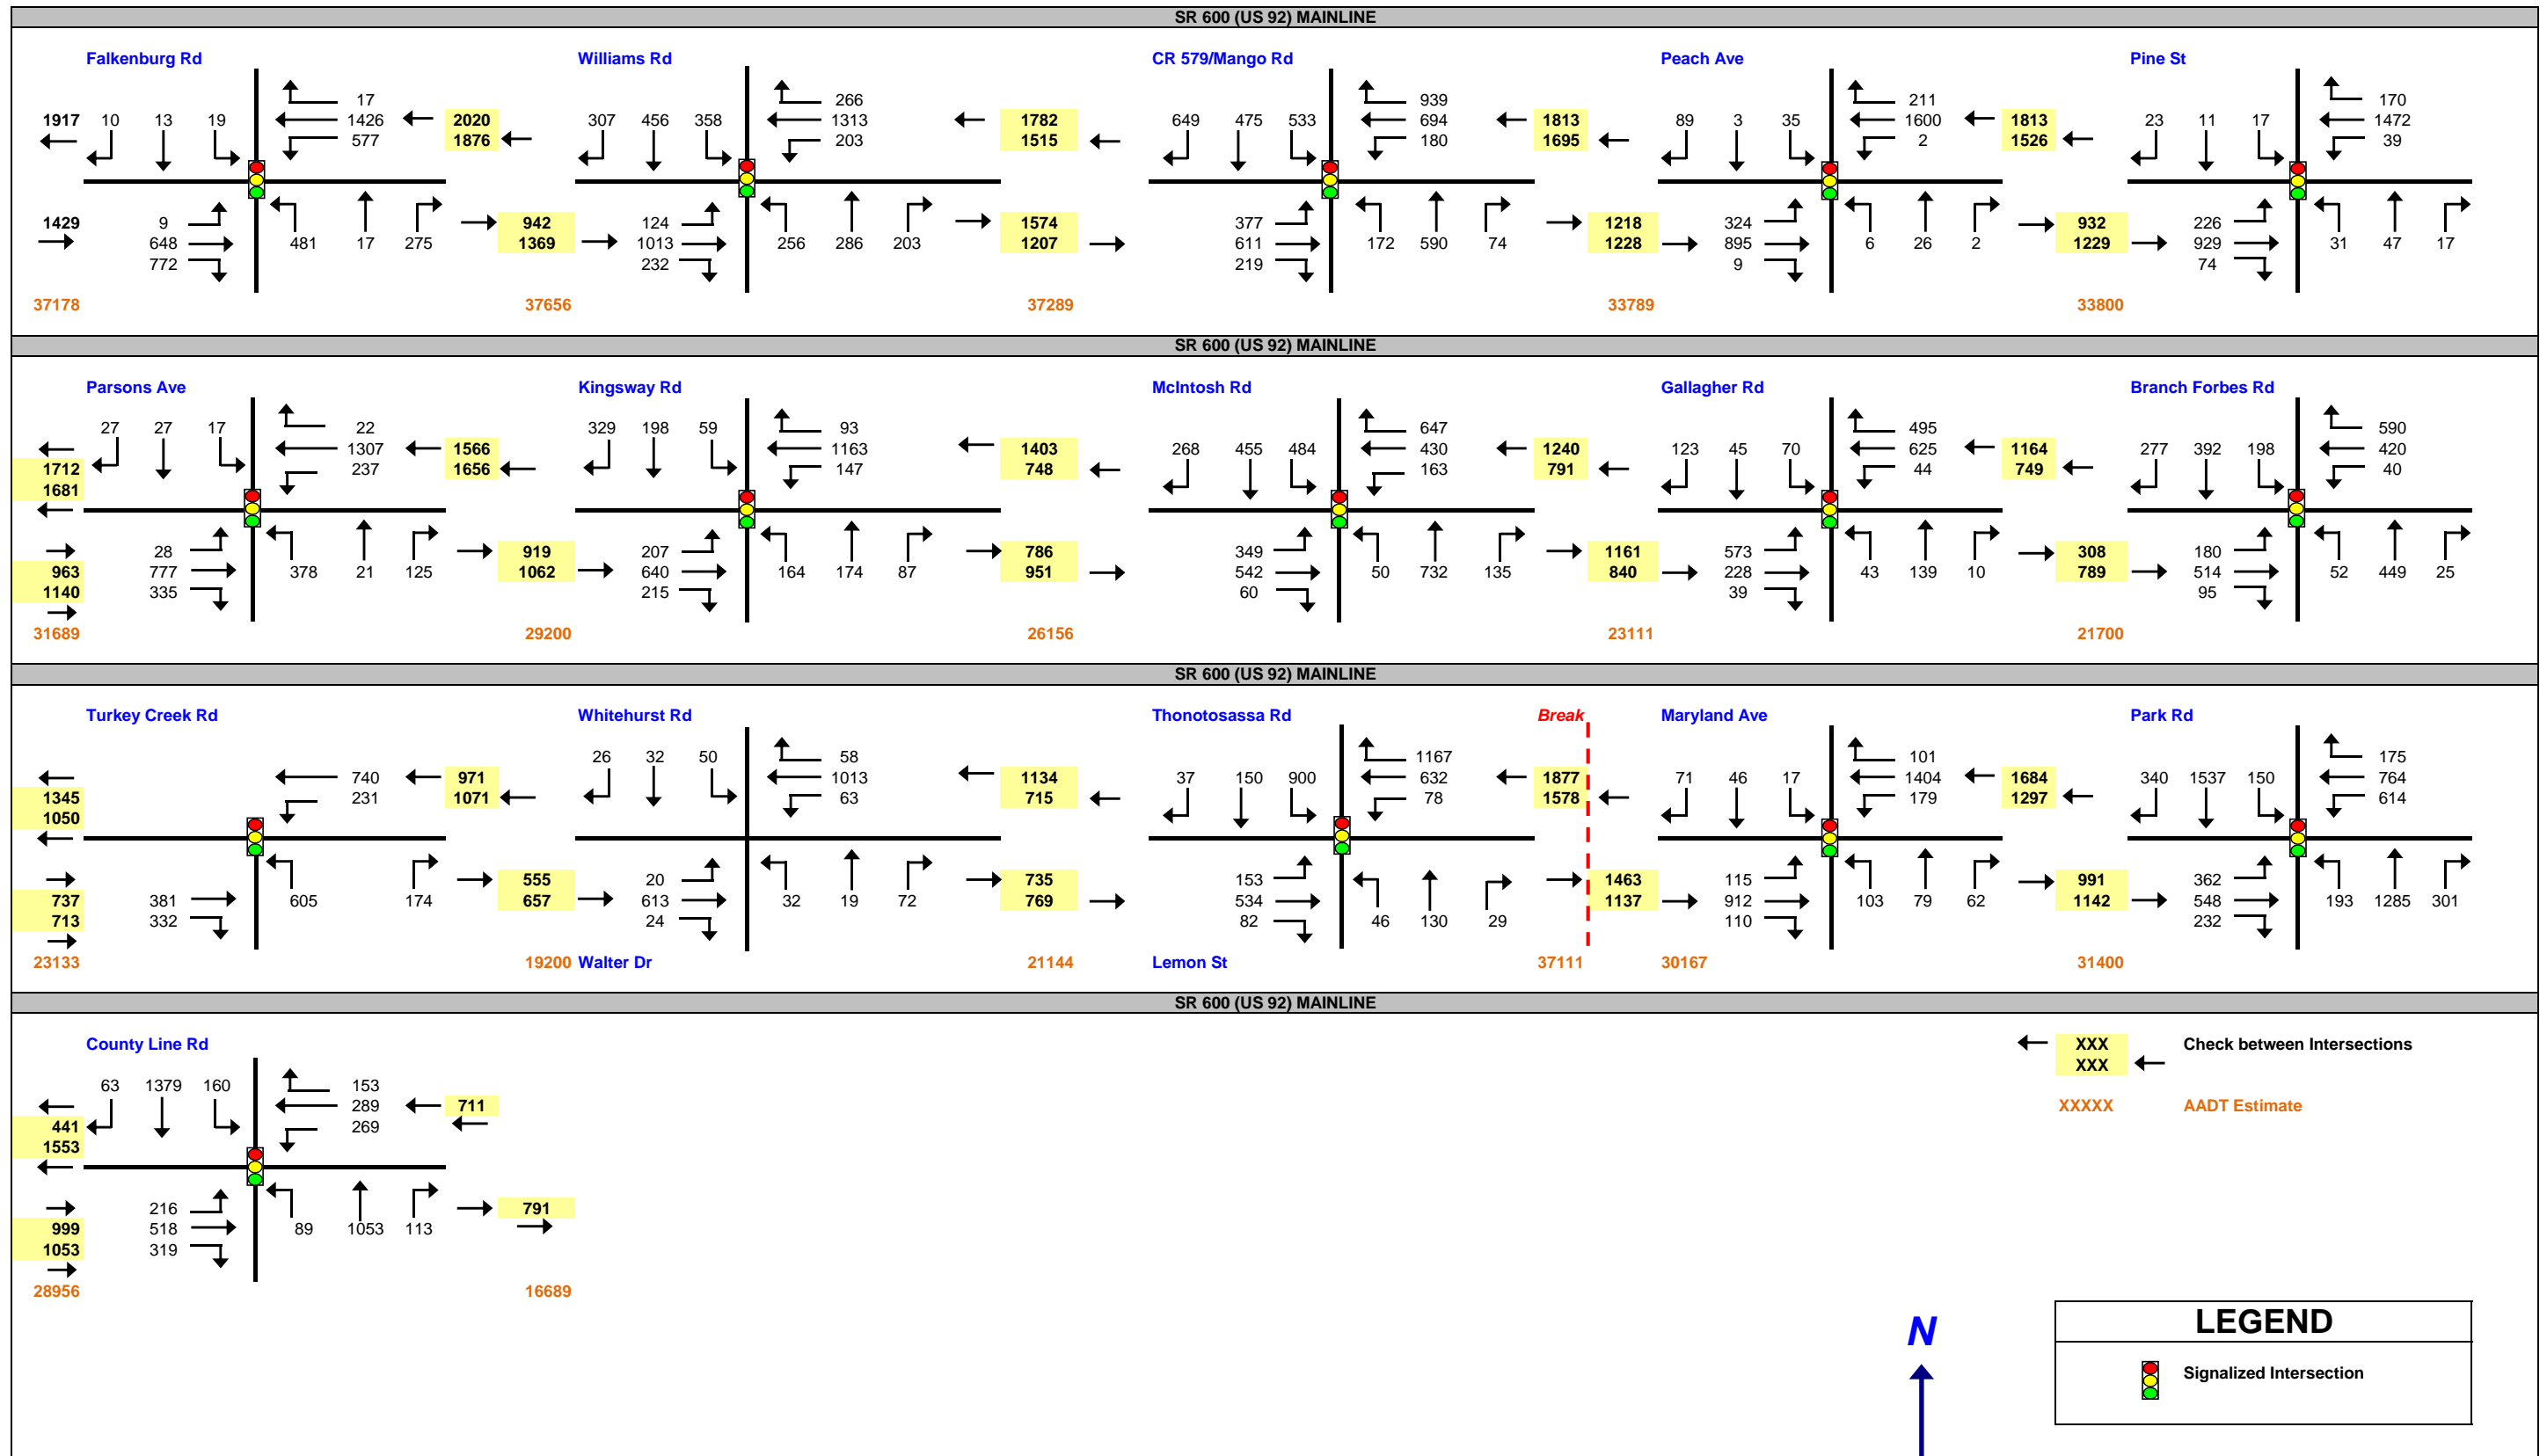 SR 600 (US 92) MAINLINE
Falkenburg Rd
Williams Rd
CR 579/Mango Rd
Peach Ave
Pine St
17 266 939 211 170
1917 10 13 19 1426 2020 307 456 358 1313 1782 649 475 533 694 1813 89 3 35 1600 1813 23 11 17 1472
577 1876 203 1515 180 1695 2 1526 39
1429 9 942 124 1574 377 1218 324 932 226
648 481 17 275 1369 1013 256 286 203 1207 611 172 590 74 1228 895 6 26 2 1229 929 31 47 17
772 232 219 9 74
37178 37656 37289 33789 33800
SR 600 (US 92) MAINLINE
Parsons Ave
Kingsway Rd
McIntosh Rd
Gallagher Rd
Branch Forbes Rd
27 27 17 22 329 198 59 93 647 495 590
1307 1566 1163 1403 268 455 484 430 1240 123 45 70 625 1164 277 392 198 420
1712 237 1656 147 748 163 791 44 749 40
1681
963 28 919 207 786 349 1161 573 308 180
1140 777 378 21 125 1062 640 164 174 87 951 542 50 732 135 840 228 43 139 10 789 514 52 449 25
335 215 60 39 95
31689 29200 26156 23111 21700
SR 600 (US 92) MAINLINE
Turkey Creek Rd
Whitehurst Rd
Thonotosassa Rd
Break
Maryland Ave
Park Rd
26 32 50 58 1167 101 175
740 971 1013 1134 37 150 900 632 1877 71 46 17 1404 1684 340 1537 150 764
1345 231 1071 63 715 78 1578 179 1297 614
1050
737 555 20 735 153 1463 115 991 362
713 381 605 174 657 613 32 19 72 769 534 46 130 29 1137 912 103 79 62 1142 548 193 1285 301
332 24 82 110 232
23133 19200 Walter Dr 21144 Lemon St 37111 30167 31400
SR 600 (US 92) MAINLINE
County Line Rd
XXX Check between Intersections
XXX
63 1379 160 153
289 711
XXXXX AADT Estimate
441 269
1553
999 216 791
1053 518 89 1053 113
319
28956 16689
LEGEND
N
Signalized Intersection